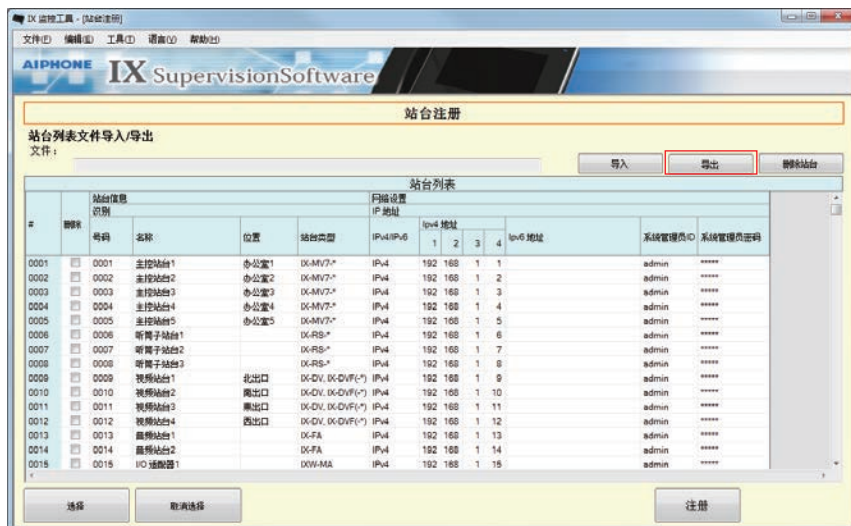 IX 监控工具 - [站台注册]
文件(F) 编辑(E) 工具(T) 语言(V) 帮助(H)
AIPHONE IX SupervisionSoftware
站台注册
站台列表文件导入/导出
文件：
导入 导出 删除站台
站台列表
站台信息 网络设置
识别 IP 地址
# 删除 号码 名称 位置 站台类型 IPv4/IPv6 Ipv4 地址 Ipv6 地址 系统管理员ID 系统管理员密码
1 2 3 4
0001 0001 主控站台1 办公室1 IX-MV7-* IPv4 192 168 1 1 admin *****
0002 0002 主控站台2 办公室2 IX-MV7-* IPv4 192 168 1 2 admin *****
0003 0003 主控站台3 办公室3 IX-MV7-* IPv4 192 168 1 3 admin *****
0004 0004 主控站台4 办公室4 IX-MV7-* IPv4 192 168 1 4 admin *****
0005 0005 主控站台5 办公室5 IX-MV7-* IPv4 192 168 1 5 admin *****
0006 0006 听筒子站台1 IX-RS-* IPv4 192 168 1 6 admin *****
0007 0007 听筒子站台2 IX-RS-* IPv4 192 168 1 7 admin *****
0008 0008 听筒子站台3 IX-RS-* IPv4 192 168 1 8 admin *****
0009 0009 视频站台1 北出口 IX-DV, IX-DVF(-*) IPv4 192 168 1 9 admin *****
0010 0010 视频站台2 南出口 IX-DV, IX-DVF(-*) IPv4 192 168 1 10 admin *****
0011 0011 视频站台3 東出口 IX-DV, IX-DVF(-*) IPv4 192 168 1 11 admin *****
0012 0012 视频站台4 西出口 IX-DV, IX-DVF(-*) IPv4 192 168 1 12 admin *****
0013 0013 音频站台1 IX-FA IPv4 192 168 1 13 admin *****
0014 0014 音频站台2 IX-FA IPv4 192 168 1 14 admin *****
0015 0015 I/O 适配器1 IXW-MA IPv4 192 168 1 15 admin *****
选择 取消选择 注册